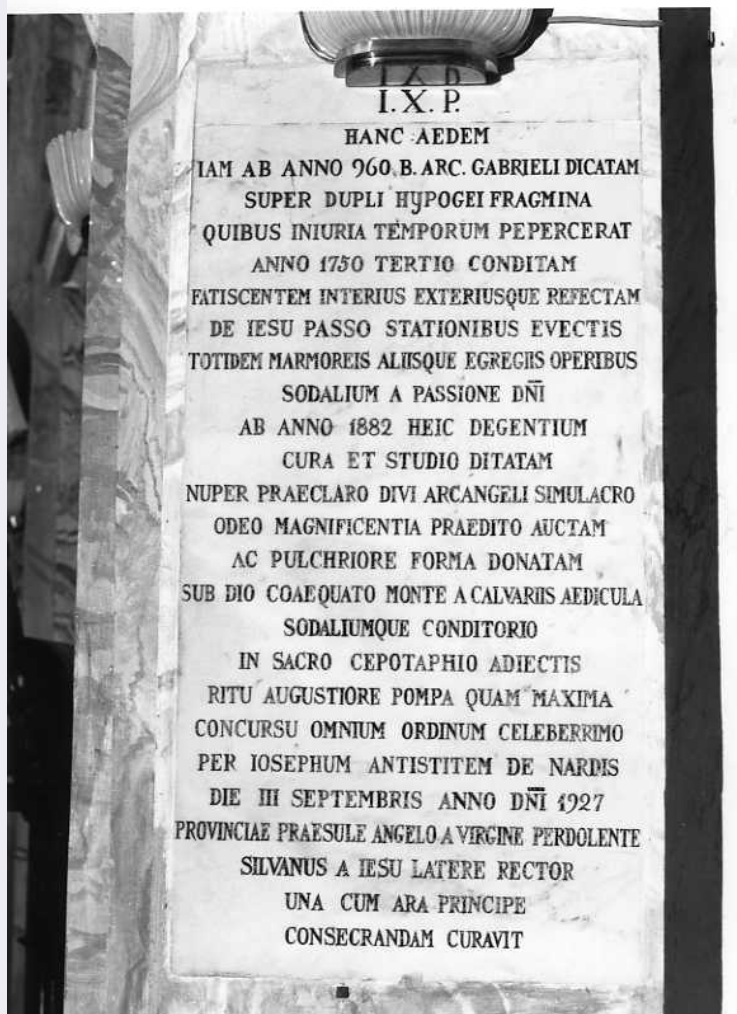 I. X. P.
HANC AEDEM
IAM AB ANNO 960 B. ARC. GABRIELI DICATAM
SUPER DUPLI HYPOGEI FRAGMINA
QUIBUS INIURIA TEMPORUM PEPERCERAT
ANNO 1750 TERTIO CONDITAM
FATISCENTEM INTERIUS EXTERIUSQUE REFECTAM
DE IESU PASSO STATIONIBUS EVECTIS
TOTIDEM MARMOREIS ALIISQUE EGREGIIS OPERIBUS
SODALIUM A PASSIONE DN̅I̅
AB ANNO 1882 HEIC DEGENTIUM
CURA ET STUDIO DITATAM
NUPER PRAECLARO DIVI ARCANGELI SIMULACRO
ODEO MAGNIFICENTIA PRAEDITO AUCTAM
AC PULCHRIORE FORMA DONATAM
SUB DIO COAEQUATO MONTE A CALVARIIS AEDICULA
SODALIUMQUE CONDITORIO
IN SACRO CEPOTAPHIO ADIECTIS
RITU AUGUSTIORE POMPA QUAM MAXIMA
CONCURSU OMNIUM ORDINUM CELEBERRIMO
PER IOSEPHUM ANTISTITEM DE NARDIS
DIE III SEPTEMBRIS ANNO DN̅I̅ 1927
PROVINCIAE PRAESULE ANGELO A VIRGINE PERDOLENTE
SILVANUS A IESU LATERE RECTOR
UNA CUM ARA PRINCIPE
CONSECRANDAM CURAVIT